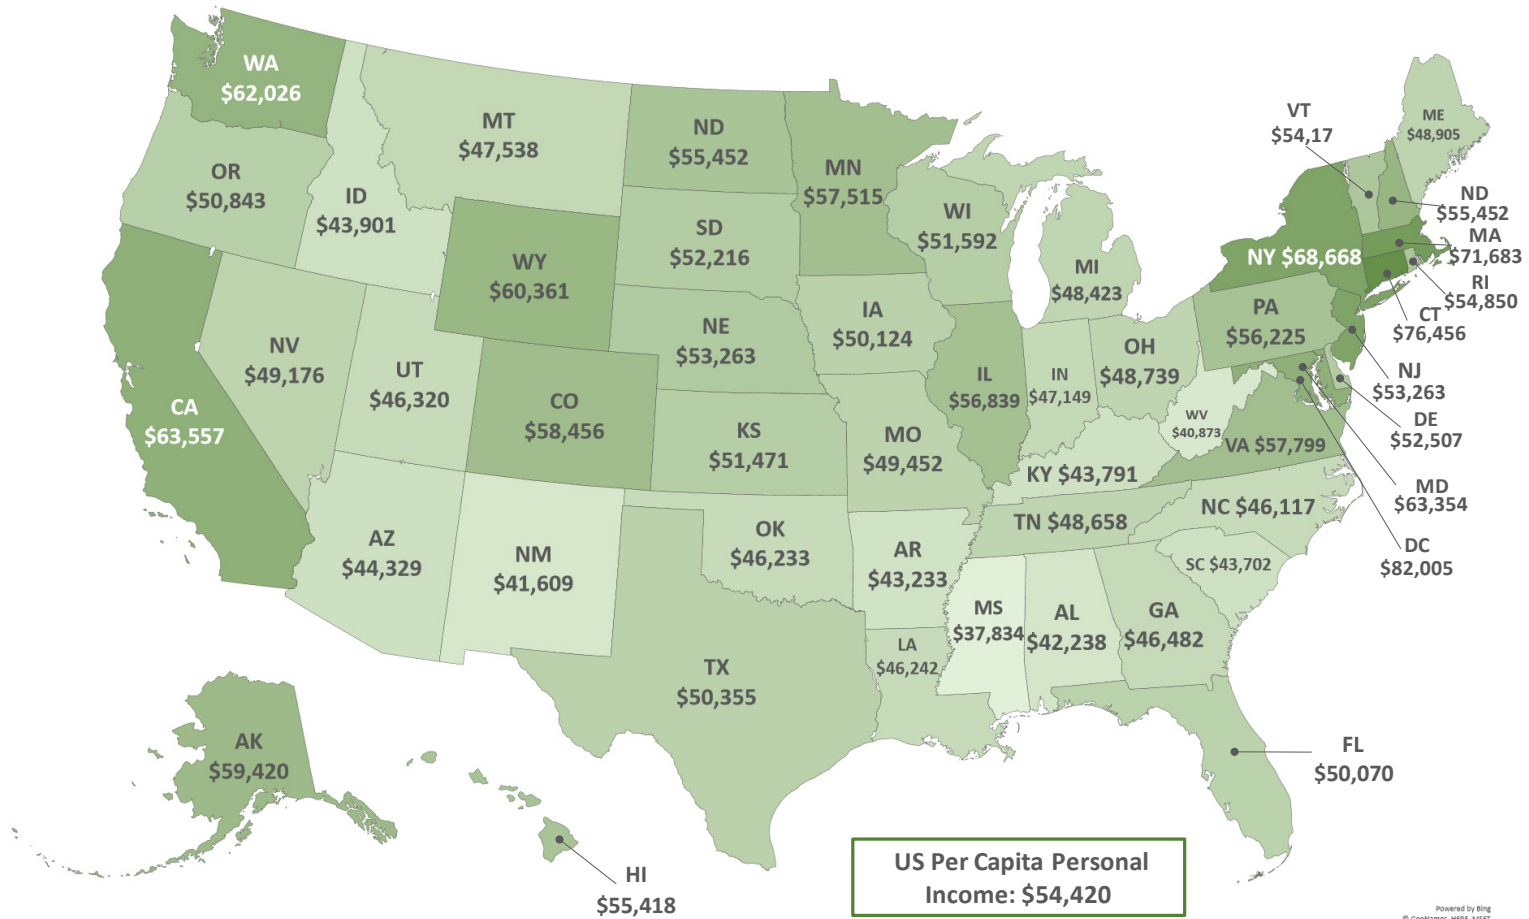 WA
$62,026
OR
$50,843
ID
$43,901
MT
$47,538
ND
$55,452
MN
$57,515
WI
$51,592
SD
$52,216
WY
$60,361
NV
$49,176
UT
$46,320
CA
$63,557
CO
$58,456
NE
$53,263
IA
$50,124
MI
$48,423
IL
$56,839
IN
$47,149
OH
$48,739
PA
$56,225
NY $68,668
VT
$54,17
ME
$48,905
ND
$55,452
MA
$71,683
RI
$54,850
CT
$76,456
NJ
$53,263
DE
$52,507
MD
$63,354
DC
$82,005
WV
$40,873
VA $57,799
KS
$51,471
MO
$49,452
KY $43,791
TN $48,658
NC $46,117
SC $43,702
AZ
$44,329
NM
$41,609
OK
$46,233
AR
$43,233
MS
$37,834
AL
$42,238
GA
$46,482
LA
$46,242
TX
$50,355
FL
$50,070
AK
$59,420
HI
$55,418
US Per Capita Personal
Income: $54,420
Powered by Bing
© GeoNames, HERE, MSFT